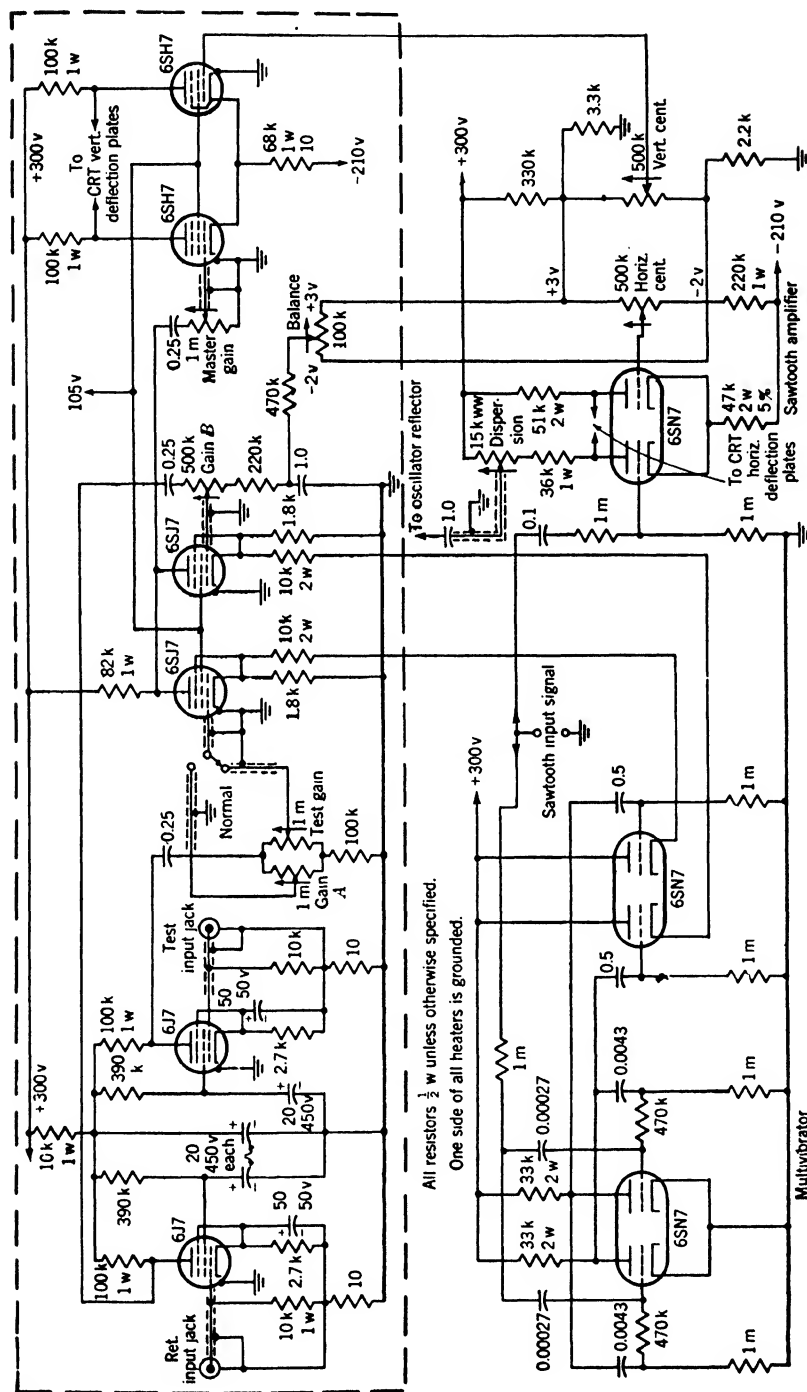 +300 v
10 k
1 w
100 k
1 w
390 k
6J7
Ret.
input jack
10 k
1 w
2.7 k
50
50 v
10
20
450 v
each
390
k
100 k
1 w
6J7
20
450 v
2.7 k
50
50 v
10 k
10
Test
input jack
0.25
1 m
Gain
A
1 m
Test gain
100 k
Normal
82 k
1 w
6SJ7
1.8 k
10 k
2 w
6SJ7
10 k
2 w
1.8 k
0.25
500 k
Gain B
220 k
1.0
470 k
Balance
-2 v
+3 v
100 k
105 v
0.25
1 m
Master
gain
100 k
1 w
6SH7
To
CRT vert.
deflection plates
+300 v
100 k
1 w
6SH7
68 k
1 w
10
-210 v
All resistors 1/2 w unless otherwise specified.
One side of all heaters is grounded.
0.00027
0.0043
470 k
1 m
33 k
2 w
33 k
2 w
6SN7
0.00027
470 k
0.0043
1 m
1 m
Multivibrator
+300 v
0.5
1 m
6SN7
0.5
1 m
Sawtooth input signal
To oscillator reflector
1.0
0.1
1 m
1 m
15 k ww
Disper-
sion
36 k
1 w
51 k
2 w
6SN7
To CRT
horiz.
deflection
plates
47 k
2 w
5%
+300 v
330 k
3.3 k
+3 v
500 k
Horiz.
cent.
500 k
Vert. cent.
-2 v
220 k
1 w
2.2 k
-210 v
Sawtooth amplifier